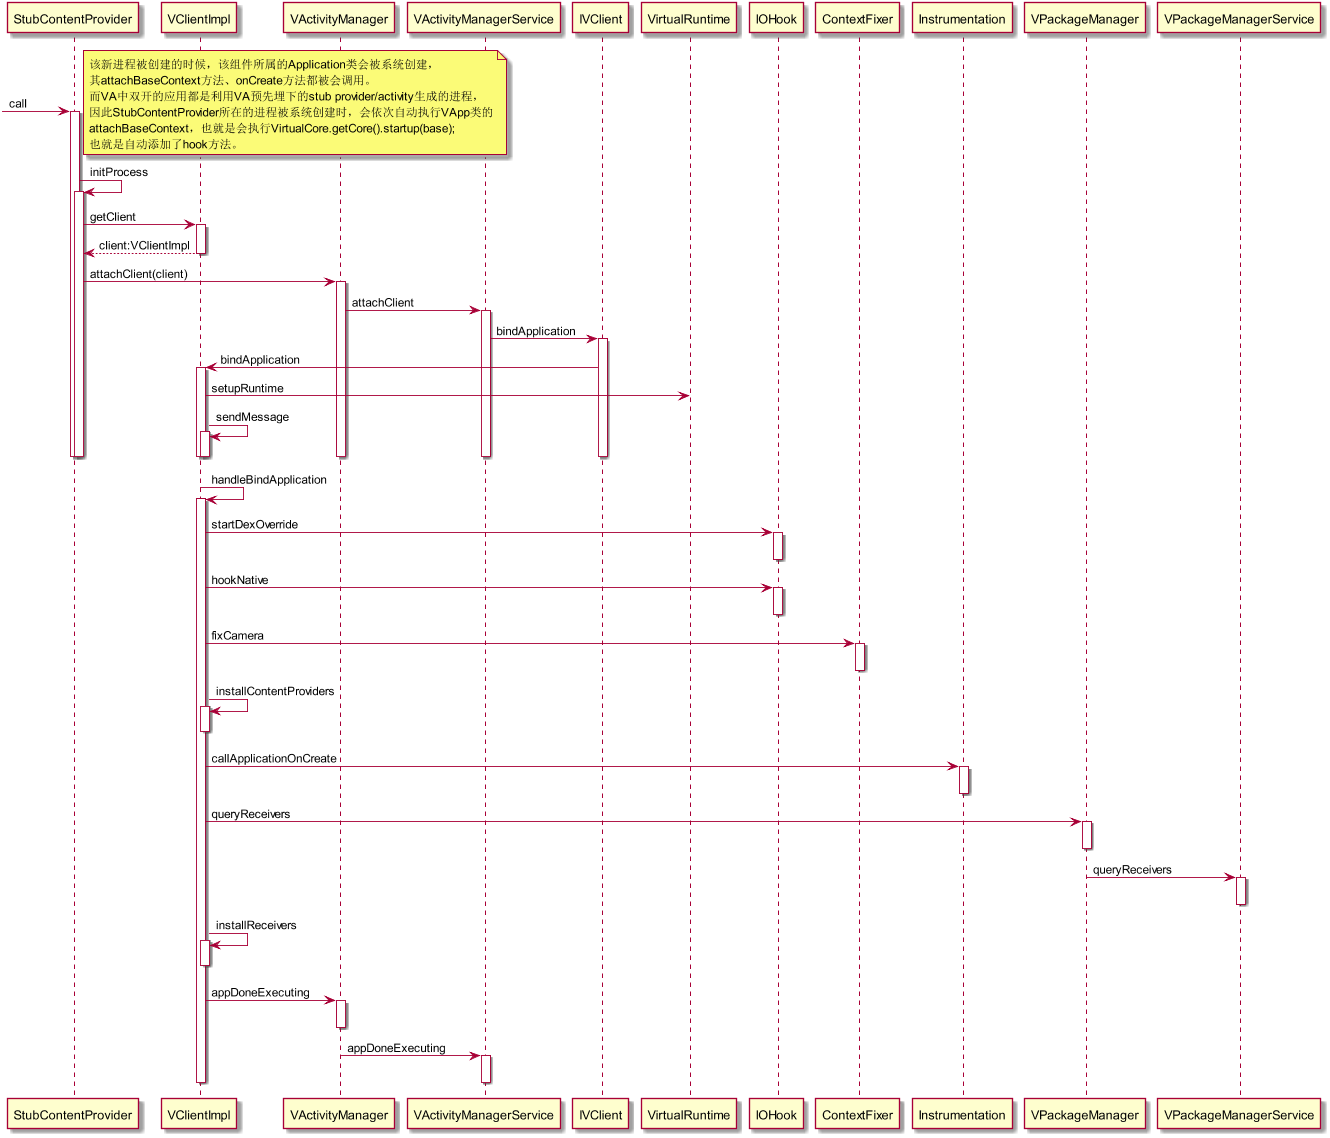 StubContentProvider
VClientImpl
VActivityManager
VActivityManagerService
IVClient
VirtualRuntime
IOHook
ContextFixer
Instrumentation
VPackageManager
VPackageManagerService
该新进程被创建的时候，该组件所属的Application类会被系统创建，
其attachBaseContext方法、onCreate方法都被会调用。
而VA中双开的应用都是利用VA预先埋下的stub provider/activity生成的进程，
因此StubContentProvider所在的进程被系统创建时，会依次自动执行VApp类的
attachBaseContext，也就是会执行VirtualCore.getCore().startup(base);
也就是自动添加了hook方法。
call
initProcess
getClient
client:VClientImpl
attachClient(client)
attachClient
bindApplication
bindApplication
setupRuntime
sendMessage
handleBindApplication
startDexOverride
hookNative
fixCamera
installContentProviders
callApplicationOnCreate
queryReceivers
queryReceivers
installReceivers
appDoneExecuting
appDoneExecuting
StubContentProvider
VClientImpl
VActivityManager
VActivityManagerService
IVClient
VirtualRuntime
IOHook
ContextFixer
Instrumentation
VPackageManager
VPackageManagerService